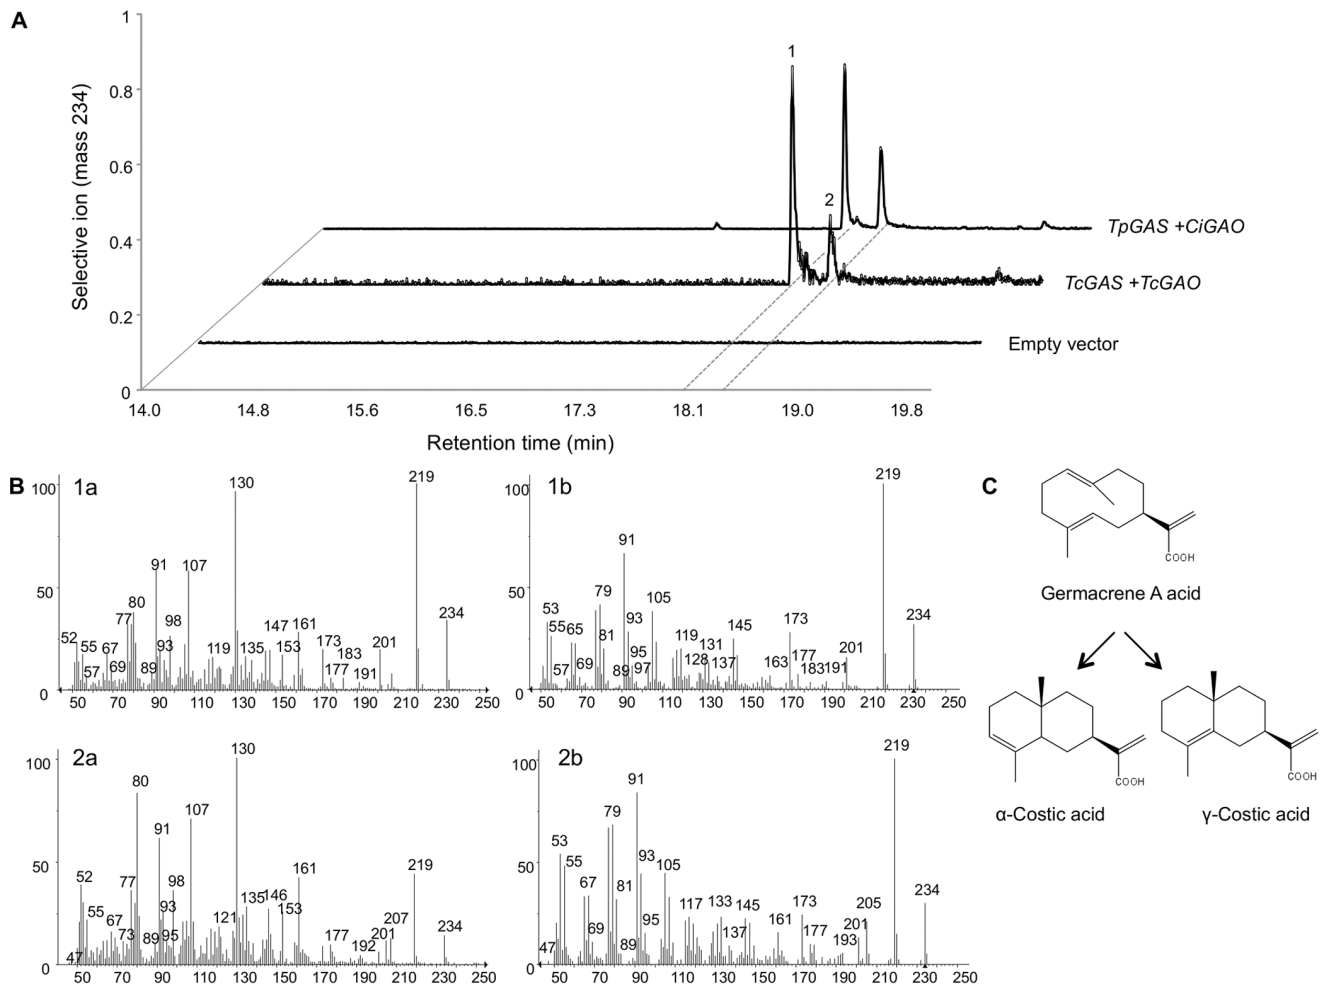 A
Selective ion (mass 234)
1
0.8
0.6
0.4
0.2
0
1
2
TpGAS +CiGAO
TcGAS +TcGAO
Empty vector
14.0 14.8 15.6 16.5 17.3 18.1 19.0 19.8
Retention time (min)
B
1a
100
50
0
52 55 57 67 69 77 80 89 91 93 98 107 119 130 135 147 153 161 173 177 183 191 201 219 234
50 70 90 110 130 150 170 190 210 230 250
1b
100
50
0
53 55 57 65 69 79 81 89 91 93 95 97 105 119 128 131 137 145 163 173 177 183 191 201 219 234
50 70 90 110 130 150 170 190 210 230 250
2a
100
50
0
47 52 55 67 73 77 80 89 91 93 95 98 107 121 130 135 146 153 161 177 192 201 207 219 234
50 70 90 110 130 150 170 190 210 230 250
2b
100
50
0
47 53 55 67 69 79 81 89 91 93 95 105 117 133 137 145 161 173 177 193 201 205 219 234
50 70 90 110 130 150 170 190 210 230 250
C
COOH
Germacrene A acid
COOH
COOH
α-Costic acid
γ-Costic acid